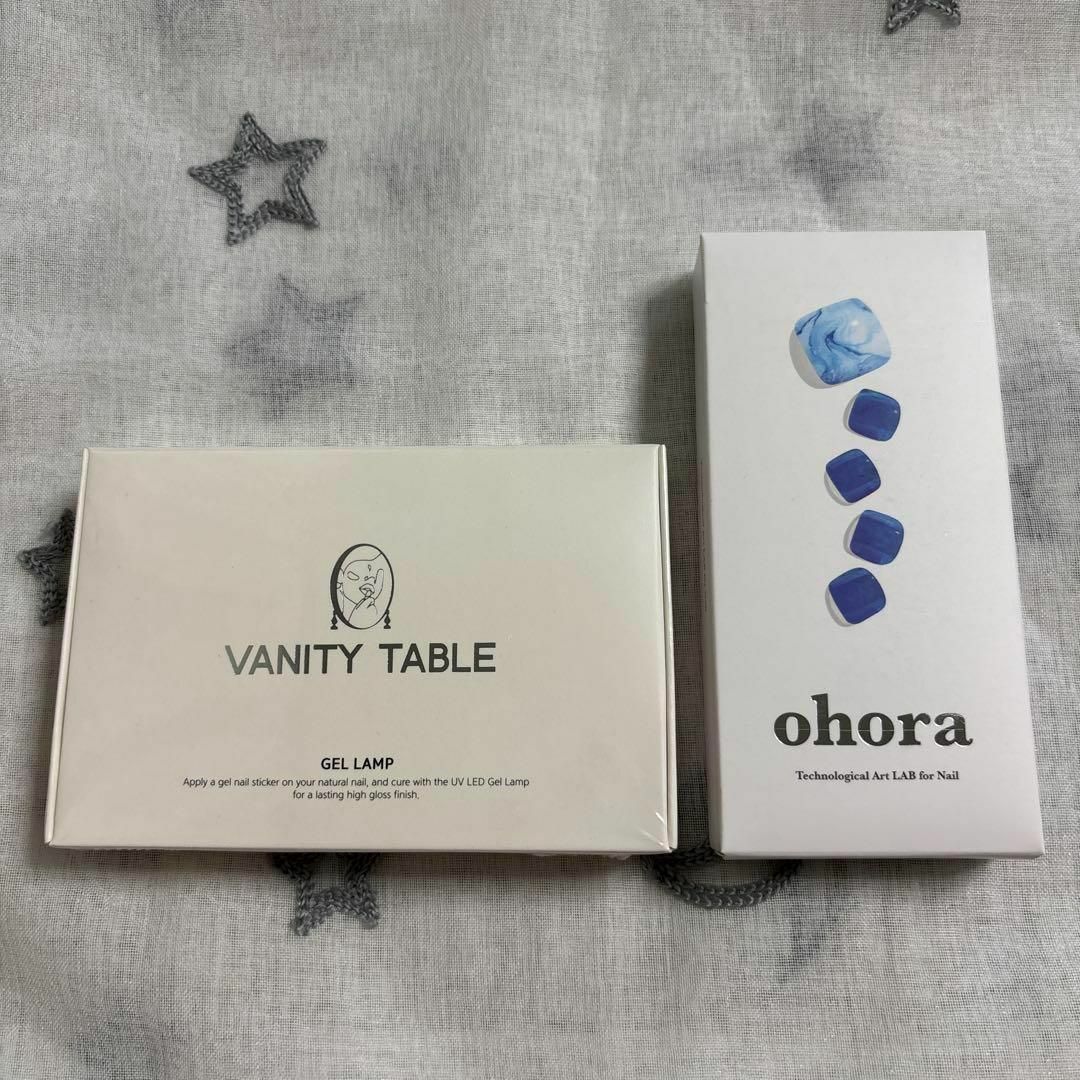 VANITY TABLE
GEL LAMP
Apply a gel nail sticker on your natural nail, and cure with the UV LED Gel Lamp
for a lasting high gloss finish.
ohora
Technological Art LAB for Nail